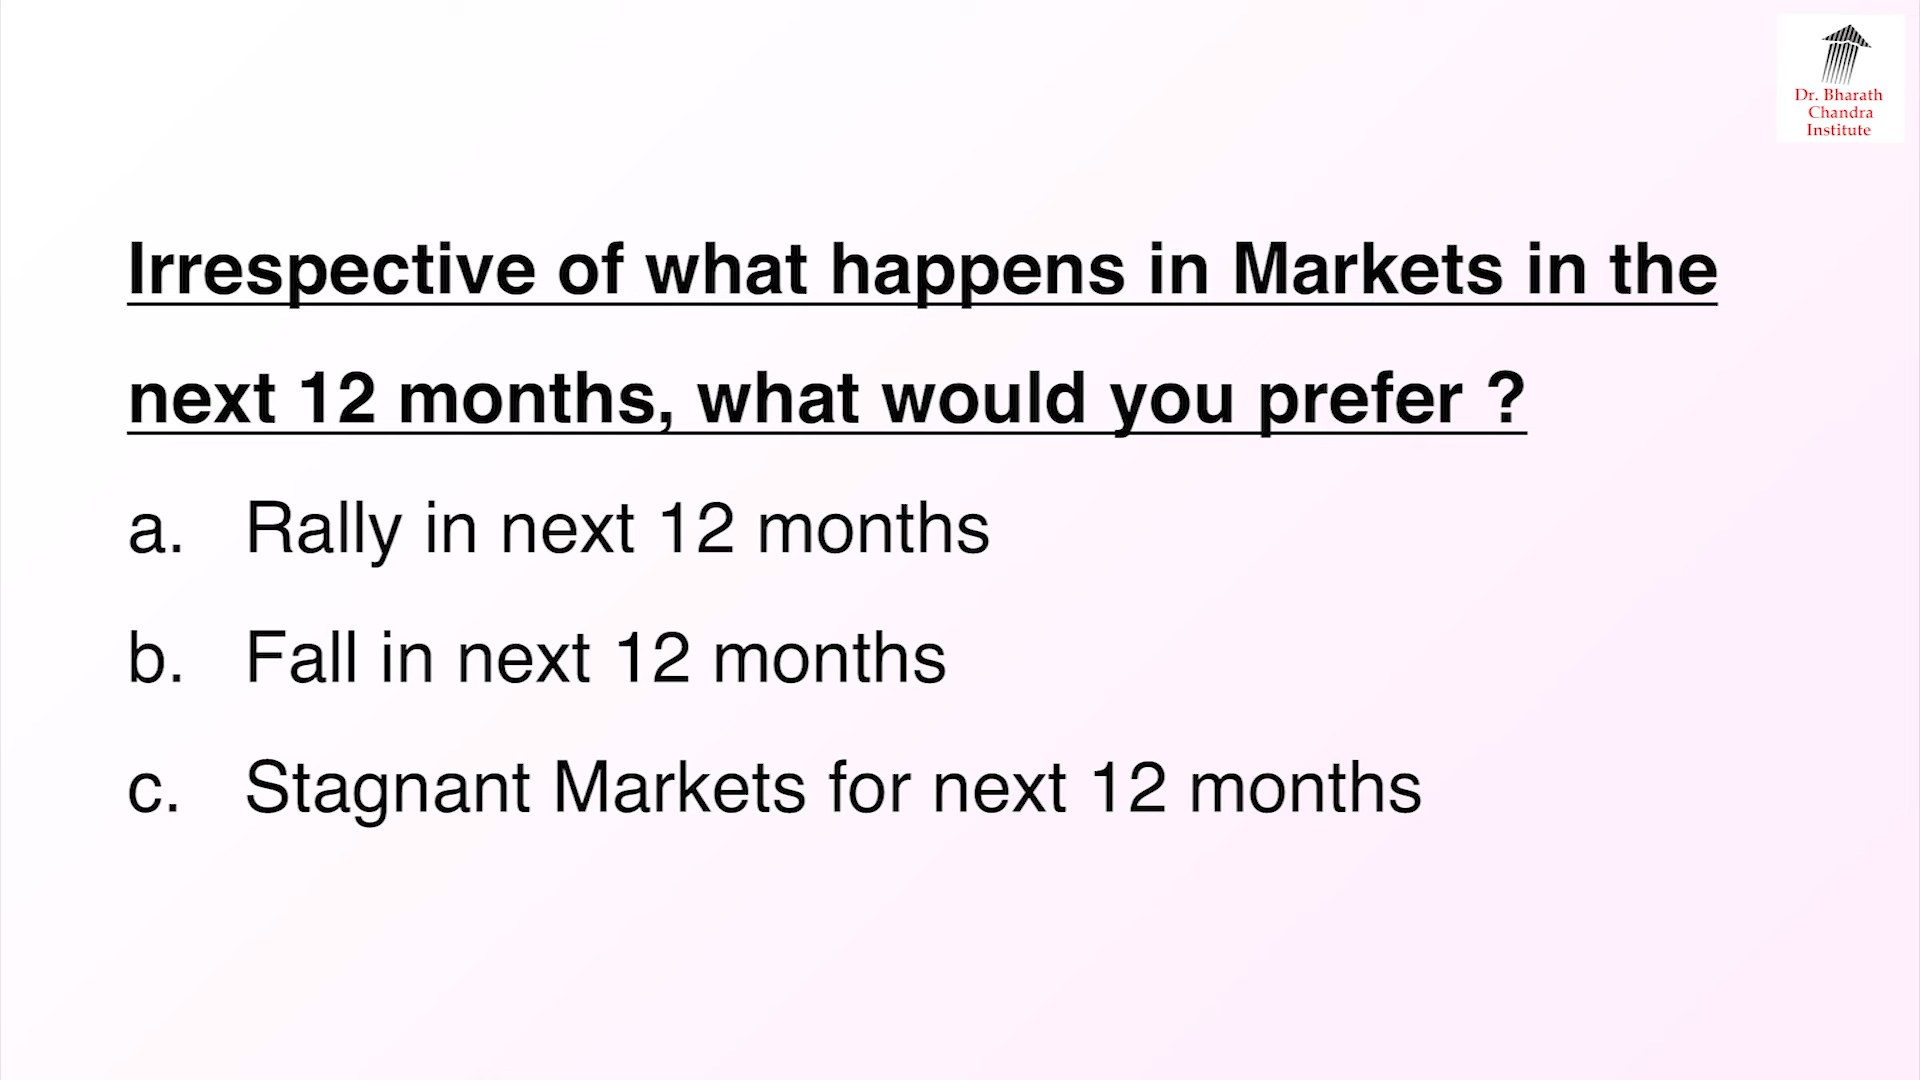 Dr. Bharath
Chandra
Institute
Irrespective of what happens in Markets in the
next 12 months, what would you prefer ?
a. Rally in next 12 months
b. Fall in next 12 months
c. Stagnant Markets for next 12 months